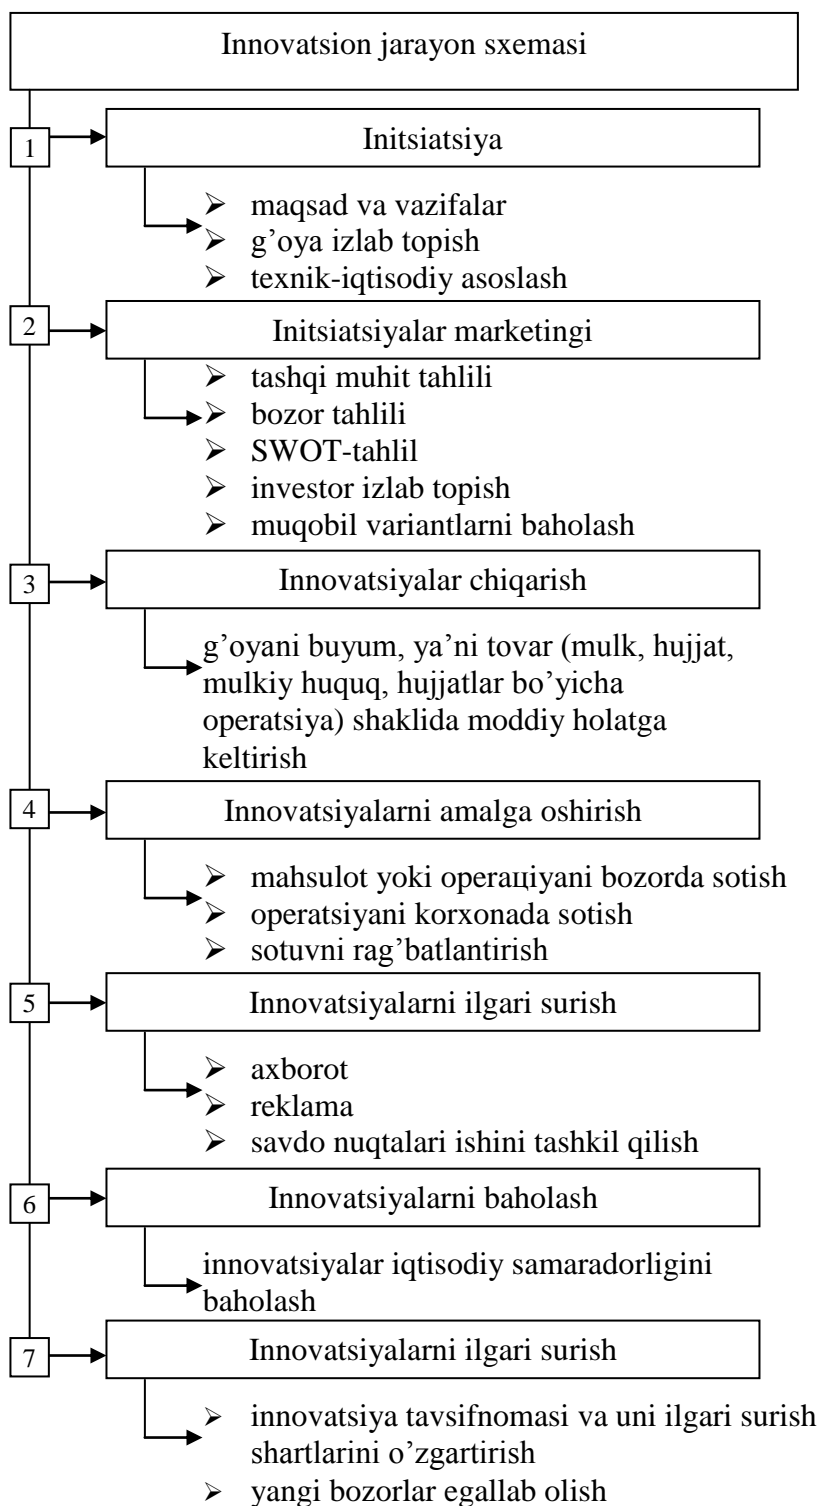 Innovatsion jarayon sxemasi
1
Initsiatsiya
➢ maqsad va vazifalar
➢ g’oya izlab topish
➢ texnik-iqtisodiy asoslash
2
Initsiatsiyalar marketingi
➢ tashqi muhit tahlili
➢ bozor tahlili
➢ SWOT-tahlil
➢ investor izlab topish
➢ muqobil variantlarni baholash
3
Innovatsiyalar chiqarish
g’oyani buyum, ya’ni tovar (mulk, hujjat,
mulkiy huquq, hujjatlar bo’yicha
operatsiya) shaklida moddiy holatga
keltirish
4
Innovatsiyalarni amalga oshirish
➢ mahsulot yoki operaцiyani bozorda sotish
➢ operatsiyani korxonada sotish
➢ sotuvni rag’batlantirish
5
Innovatsiyalarni ilgari surish
➢ axborot
➢ reklama
➢ savdo nuqtalari ishini tashkil qilish
6
Innovatsiyalarni baholash
innovatsiyalar iqtisodiy samaradorligini
baholash
7
Innovatsiyalarni ilgari surish
➢ innovatsiya tavsifnomasi va uni ilgari surish
shartlarini o’zgartirish
➢ yangi bozorlar egallab olish